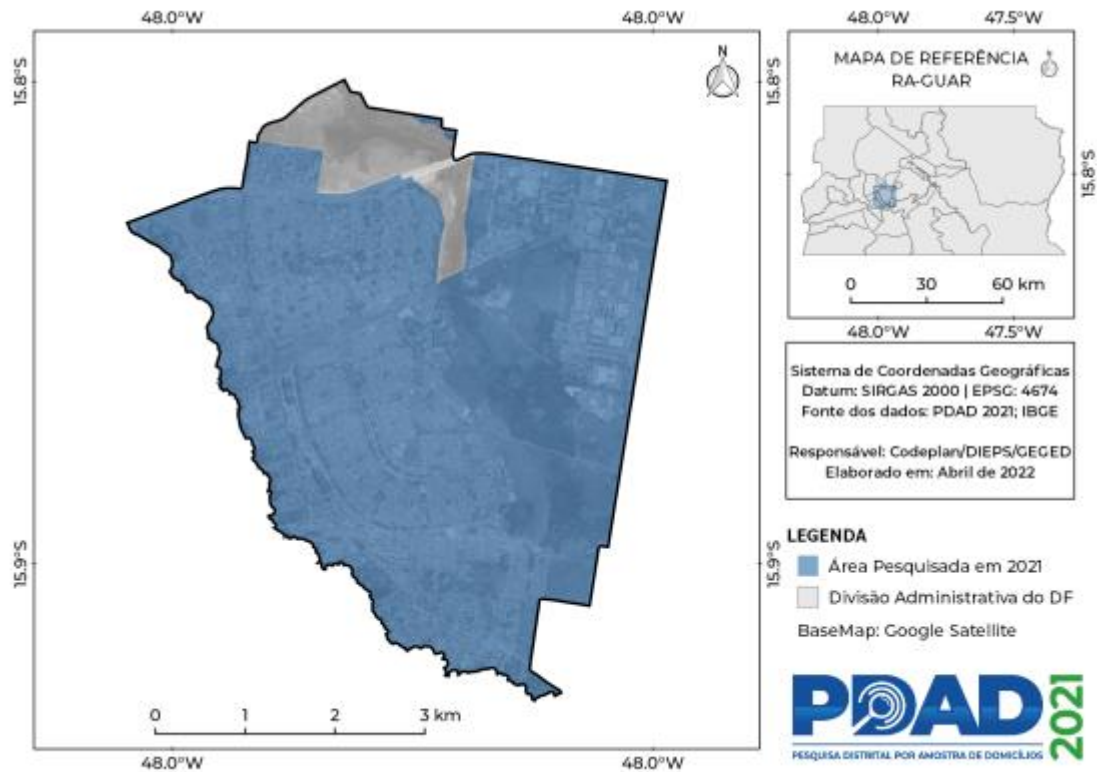 48.0°W
48.0°W
15.8°S
15.8°S
15.9°S
15.9°S
N
0 1 2 3 km
48.0°W
48.0°W
48.0°W
47.5°W
MAPA DE REFERÊNCIA
RA-GUAR
15.8°S
0 30 60 km
48.0°W
47.5°W
Sistema de Coordenadas Geográficas
Datum: SIRGAS 2000 | EPSG: 4674
Fonte dos dados: PDAD 2021; IBGE
Responsável: Codeplan/DIEPS/GEGED
Elaborado em: Abril de 2022
LEGENDA
Área Pesquisada em 2021
Divisão Administrativa do DF
BaseMap: Google Satellite
PDAD 2021
PESQUISA DISTRITAL POR AMOSTRA DE DOMICÍLIOS